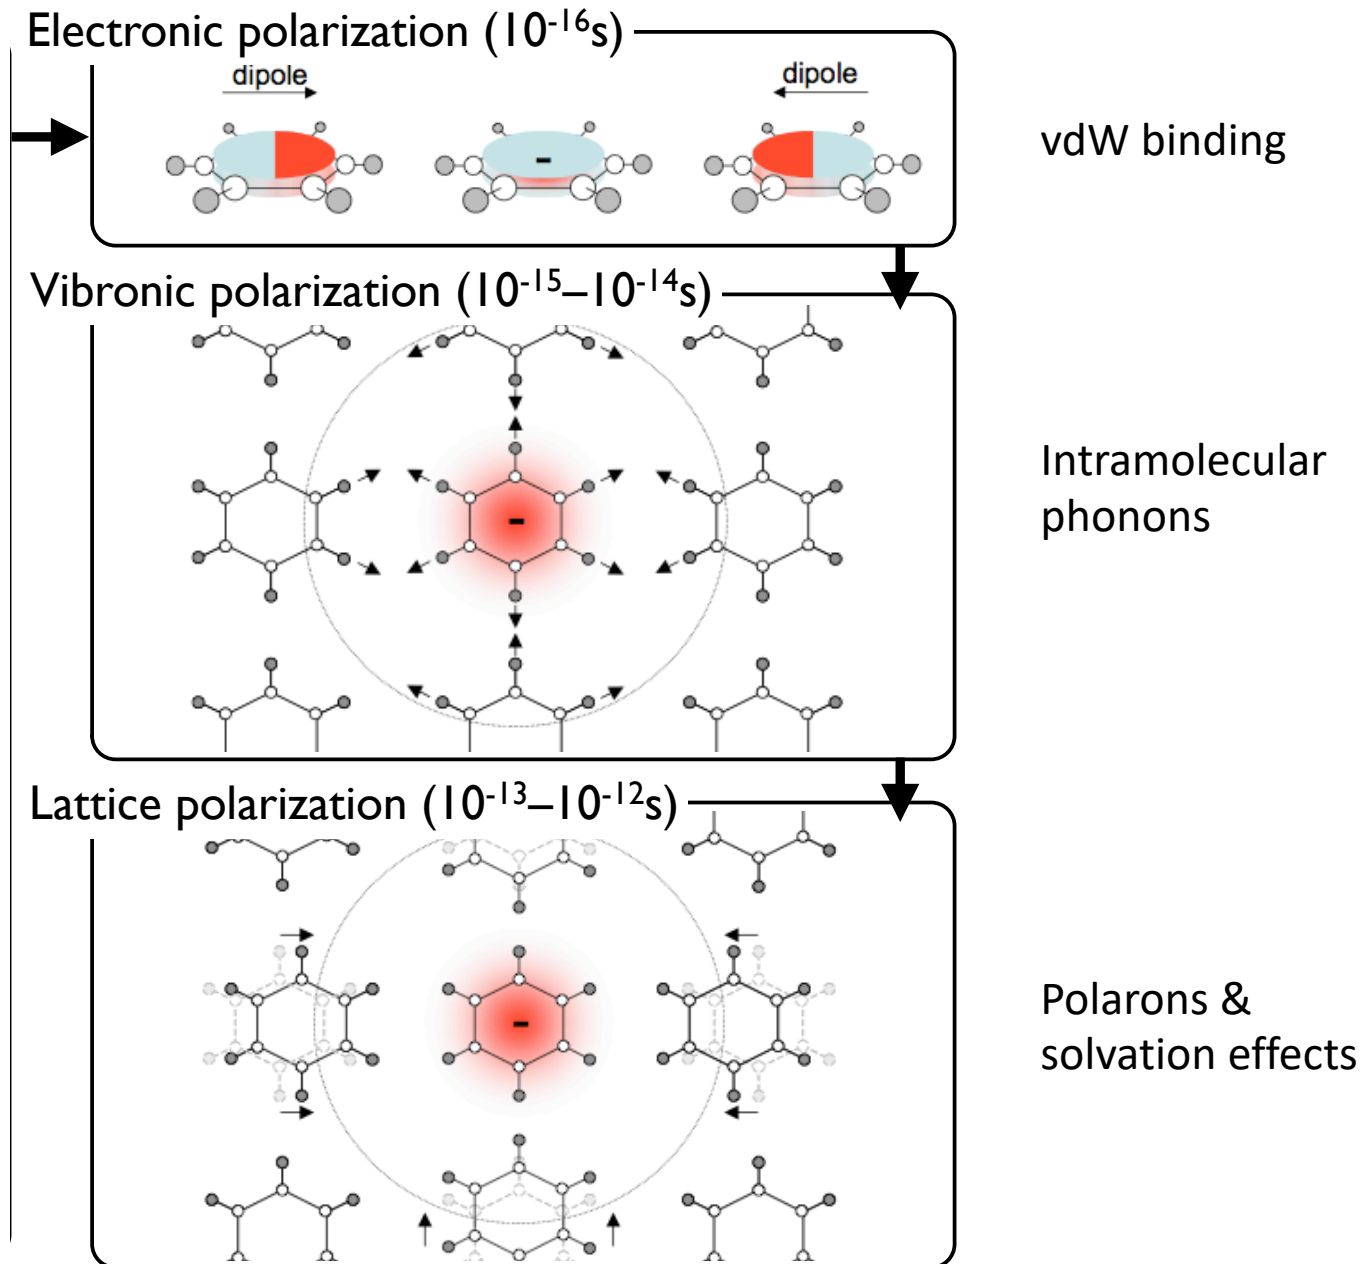 Electronic polarization (10⁻¹⁶s)
dipole
dipole
-
vdW binding
Vibronic polarization (10⁻¹⁵–10⁻¹⁴s)
-
Intramolecular
phonons
Lattice polarization (10⁻¹³–10⁻¹²s)
-
Polarons &
solvation effects